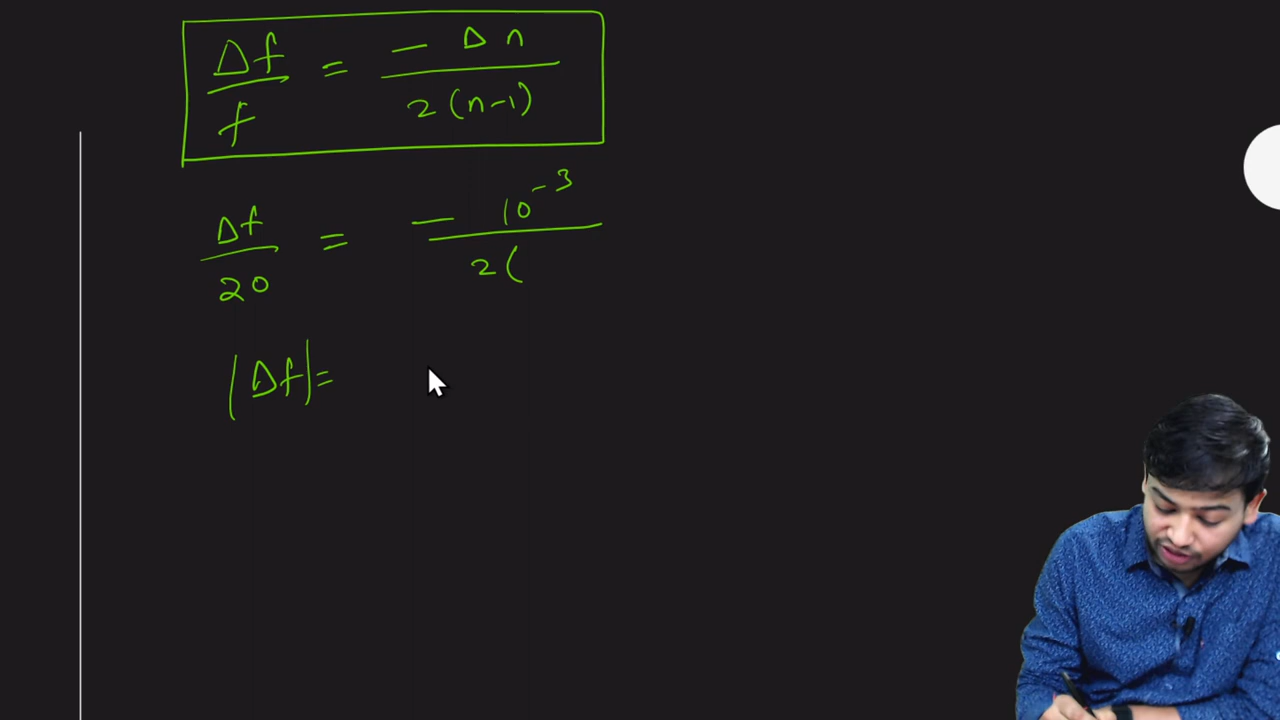 Δf/f = - Δn/2(n-1)
Δf/20 = - 10⁻³/2(
|Δf| =